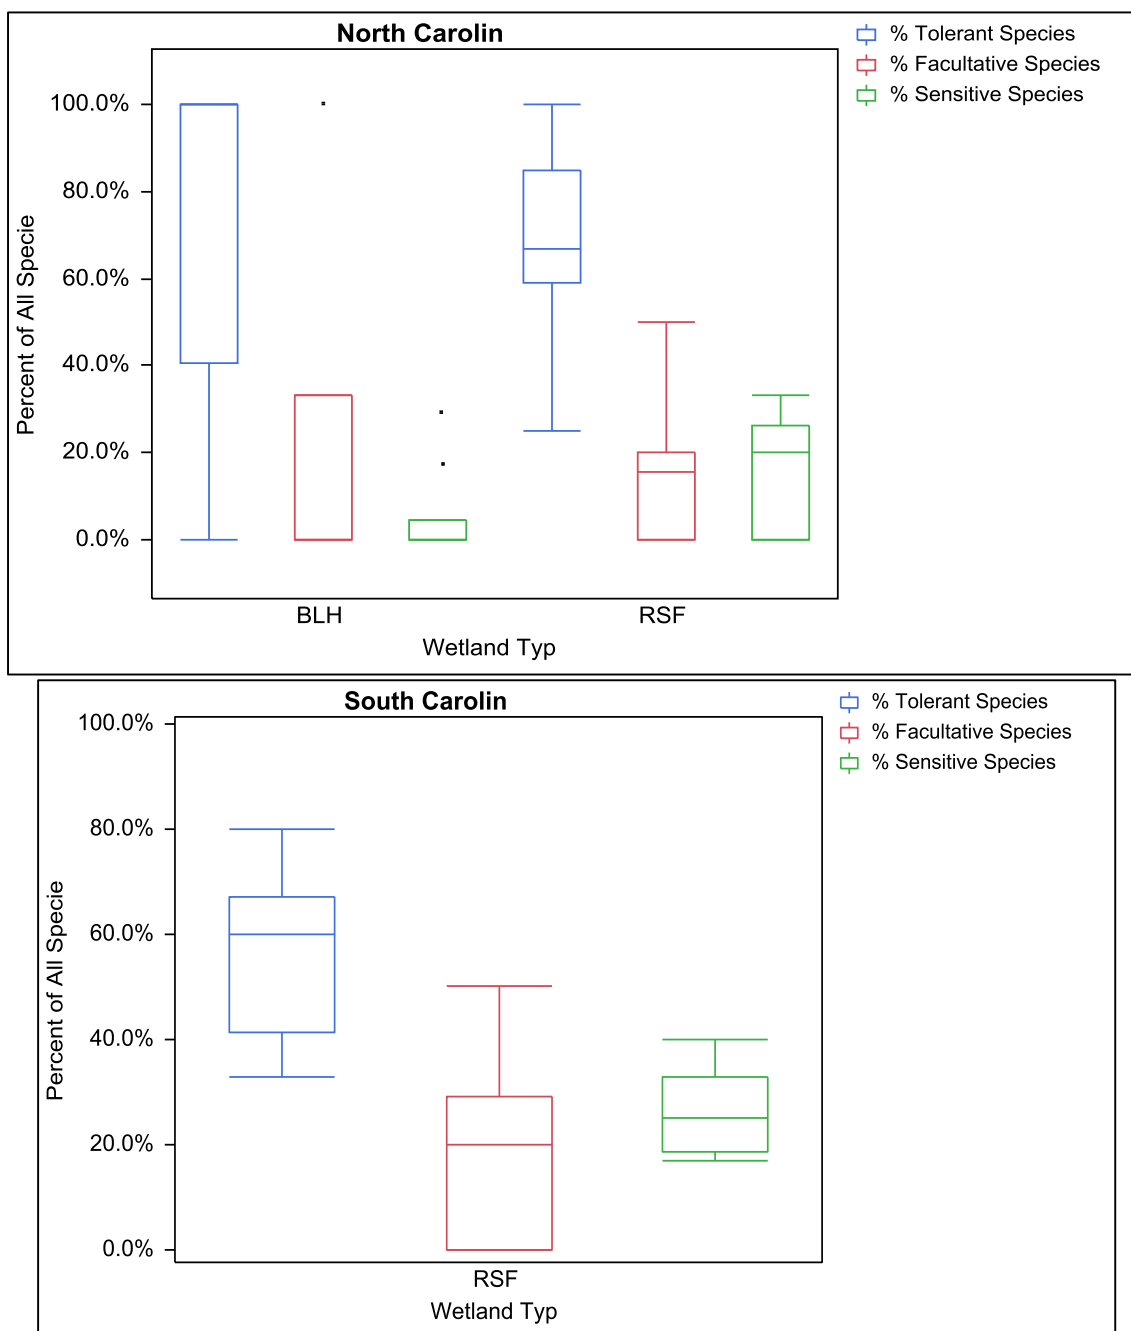 North Carolin
% Tolerant Species
% Facultative Species
% Sensitive Species
100.0%
80.0%
60.0%
40.0%
20.0%
0.0%
Percent of All Specie
BLH
RSF
Wetland Typ
South Carolin
% Tolerant Species
% Facultative Species
% Sensitive Species
100.0%
80.0%
60.0%
40.0%
20.0%
0.0%
Percent of All Specie
RSF
Wetland Typ